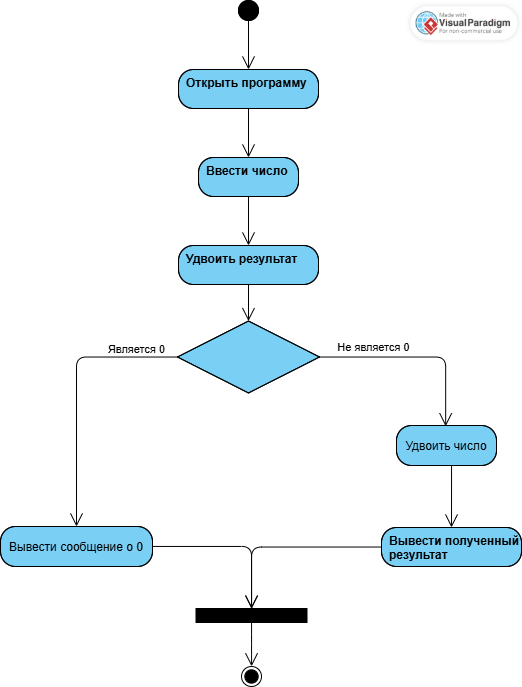 Made with
Visual Paradigm
For non-commercial use
Открыть программу
Ввести число
Удвоить результат
Является 0
Не является 0
Удвоить число
Вывести сообщение о 0
Вывести полученный
результат